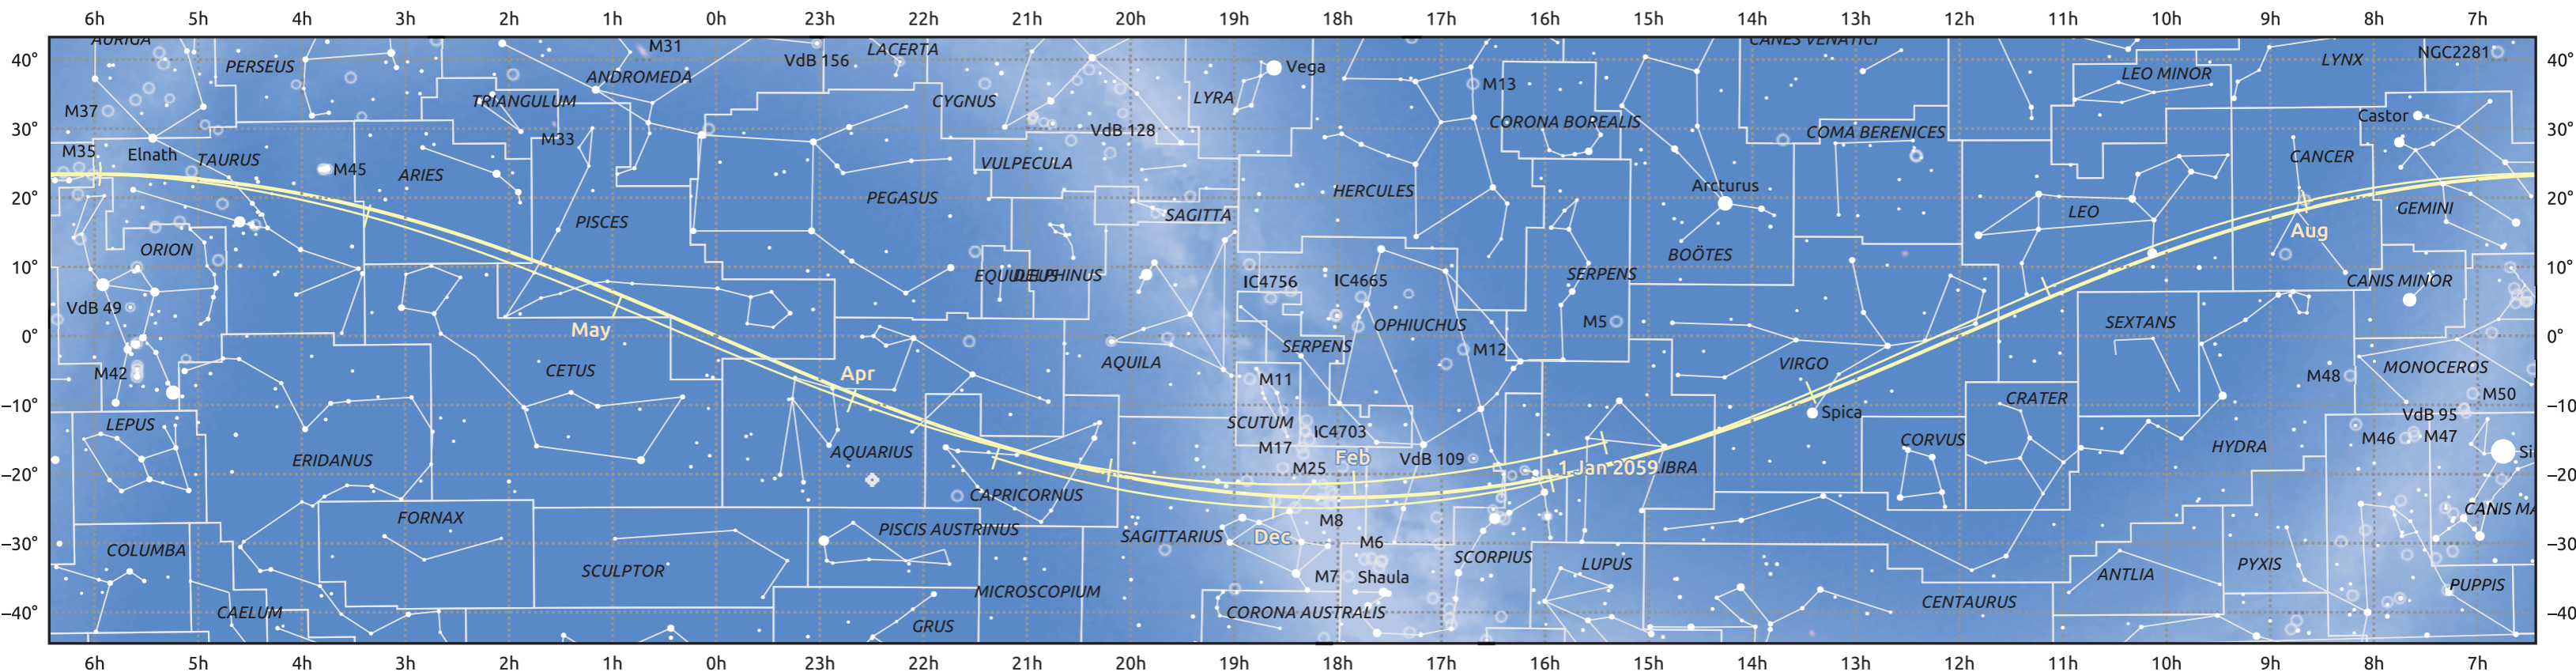 6h 5h 4h 3h 2h 1h 0h 23h 22h 21h 20h 19h 18h 17h 16h 15h 14h 13h 12h 11h 10h 9h 8h 7h
AURIGA M31 LACERTA CANES VENATICI
40° PERSEUS ANDROMEDA VdB 156 Vega LYNX NGC2281 40°
M37 TRIANGULUM CYGNUS LYRA M13 LEO MINOR
30° M33 VdB 128 CORONA BOREALIS COMA BERENICES Castor 30°
M35 Elnath TAURUS M45 ARIES VULPECULA CANCER
20° PISCES PEGASUS SAGITTA HERCULES Arcturus LEO GEMINI 20°
ORION BOÖTES Aug
10° EQUULEUS DELPHINUS IC4756 IC4665 SERPENS CANIS MINOR 10°
VdB 49 May OPHIUCHUS M5 SEXTANS
0° SERPENS M12 0°
M42 CETUS Apr AQUILA M11 VIRGO M48 MONOCEROS
−10° Spica CRATER M50 −10
LEPUS SCUTUM IC4703 VdB 95
ERIDANUS AQUARIUS M17 Feb VdB 109 CORVUS HYDRA M46 M47
−20° M25 1 Jan 2059 LIBRA −20
CAPRICORNUS
FORNAX PISCIS AUSTRINUS M8 CANIS MA
−30° COLUMBA SAGITTARIUS Dec M6 SCORPIUS −30
SCULPTOR M7 Shaula LUPUS ANTLIA PYXIS
MICROSCOPIUM PUPPIS
−40° CAELUM GRUS CORONA AUSTRALIS CENTAURUS −40
6h 5h 4h 3h 2h 1h 0h 23h 22h 21h 20h 19h 18h 17h 16h 15h 14h 13h 12h 11h 10h 9h 8h 7h